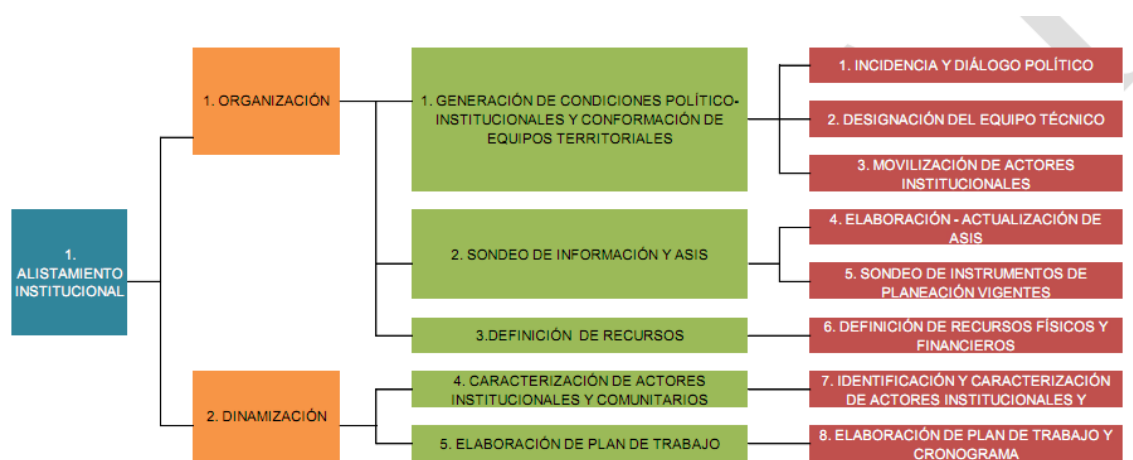 1.
ALISTAMIENTO
INSTITUCIONAL
1. ORGANIZACIÓN
1. GENERACIÓN DE CONDICIONES POLÍTICO-
INSTITUCIONALES Y CONFORMACIÓN DE
EQUIPOS TERRITORIALES
1. INCIDENCIA Y DIÁLOGO POLÍTICO
2. DESIGNACIÓN DEL EQUIPO TÉCNICO
3. MOVILIZACIÓN DE ACTORES
INSTITUCIONALES
2. SONDEO DE INFORMACIÓN Y ASIS
4. ELABORACIÓN - ACTUALIZACIÓN DE
ASIS
5. SONDEO DE INSTRUMENTOS DE
PLANEACIÓN VIGENTES
3.DEFINICIÓN DE RECURSOS
6. DEFINICIÓN DE RECURSOS FÍSICOS Y
FINANCIEROS
2. DINAMIZACIÓN
4. CARACTERIZACIÓN DE ACTORES
INSTITUCIONALES Y COMUNITARIOS
7. IDENTIFICACIÓN Y CARACTERIZACIÓN
DE ACTORES INSTITUCIONALES Y
5. ELABORACIÓN DE PLAN DE TRABAJO
8. ELABORACIÓN DE PLAN DE TRABAJO Y
CRONOGRAMA